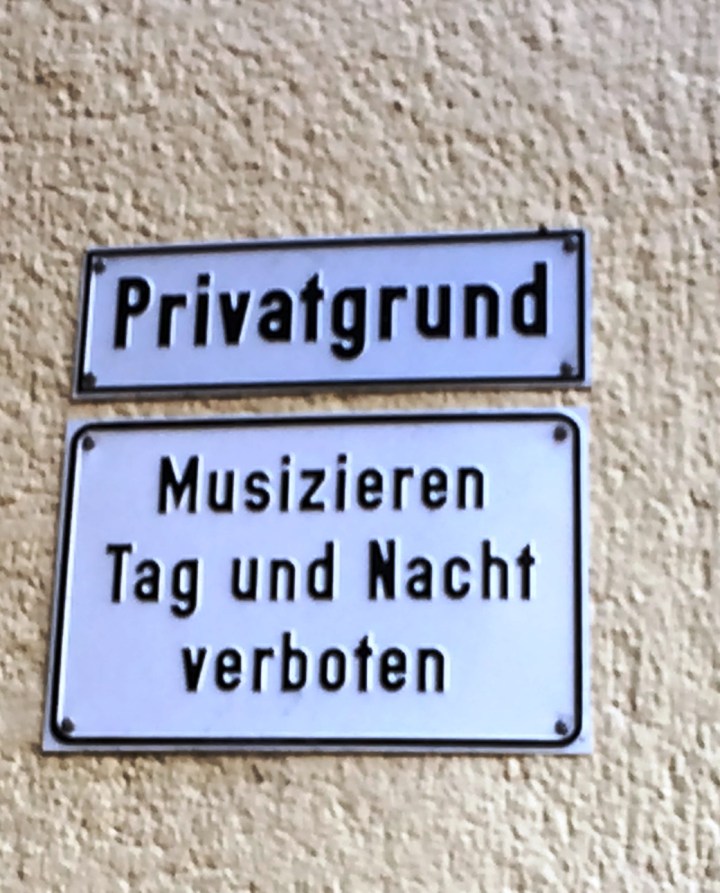 Privatgrund
Musizieren
Tag und Nacht
verboten